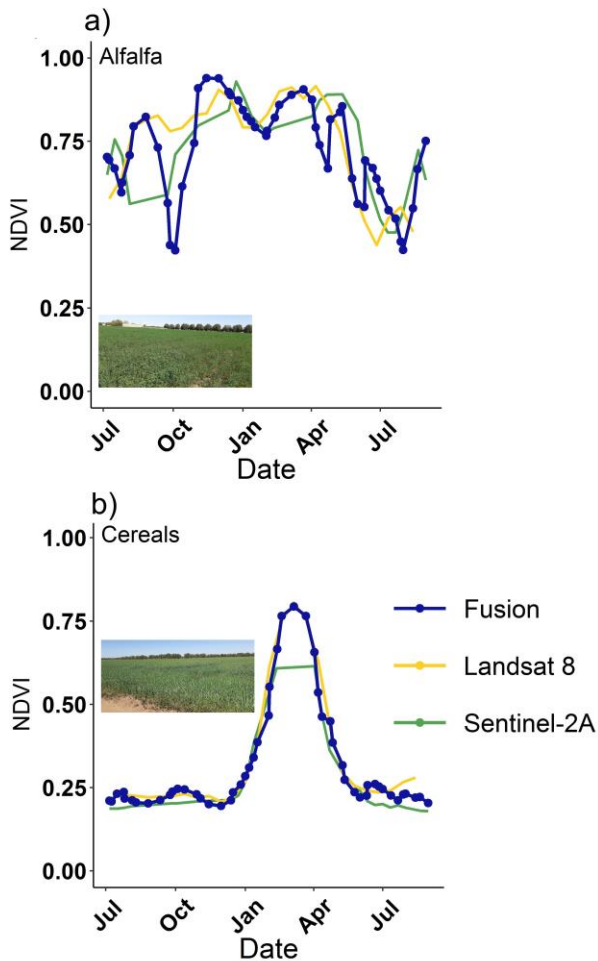 a)
Alfalfa
1.00
0.75
0.50
0.25
0.00
NDVI
Jul Oct Jan Apr Jul
Date
b)
Cereals
1.00
0.75
0.50
0.25
0.00
NDVI
Jul Oct Jan Apr Jul
Date
Fusion
Landsat 8
Sentinel-2A